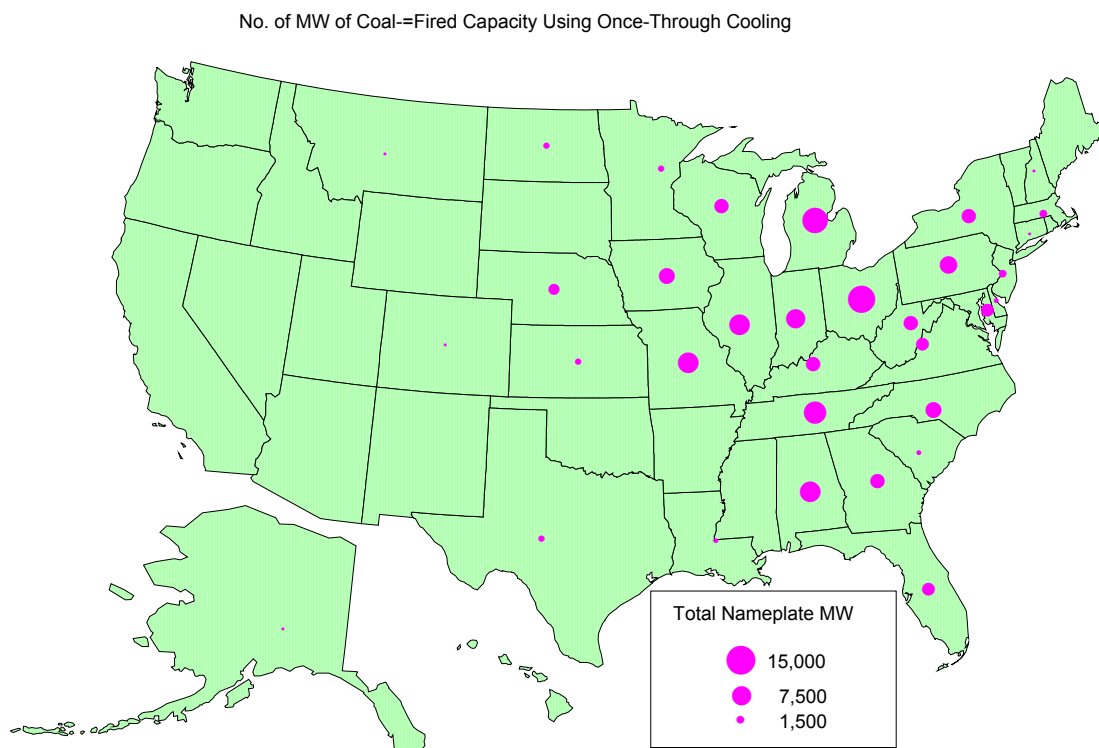 No. of MW of Coal-=Fired Capacity Using Once-Through Cooling
Total Nameplate MW
15,000
7,500
1,500